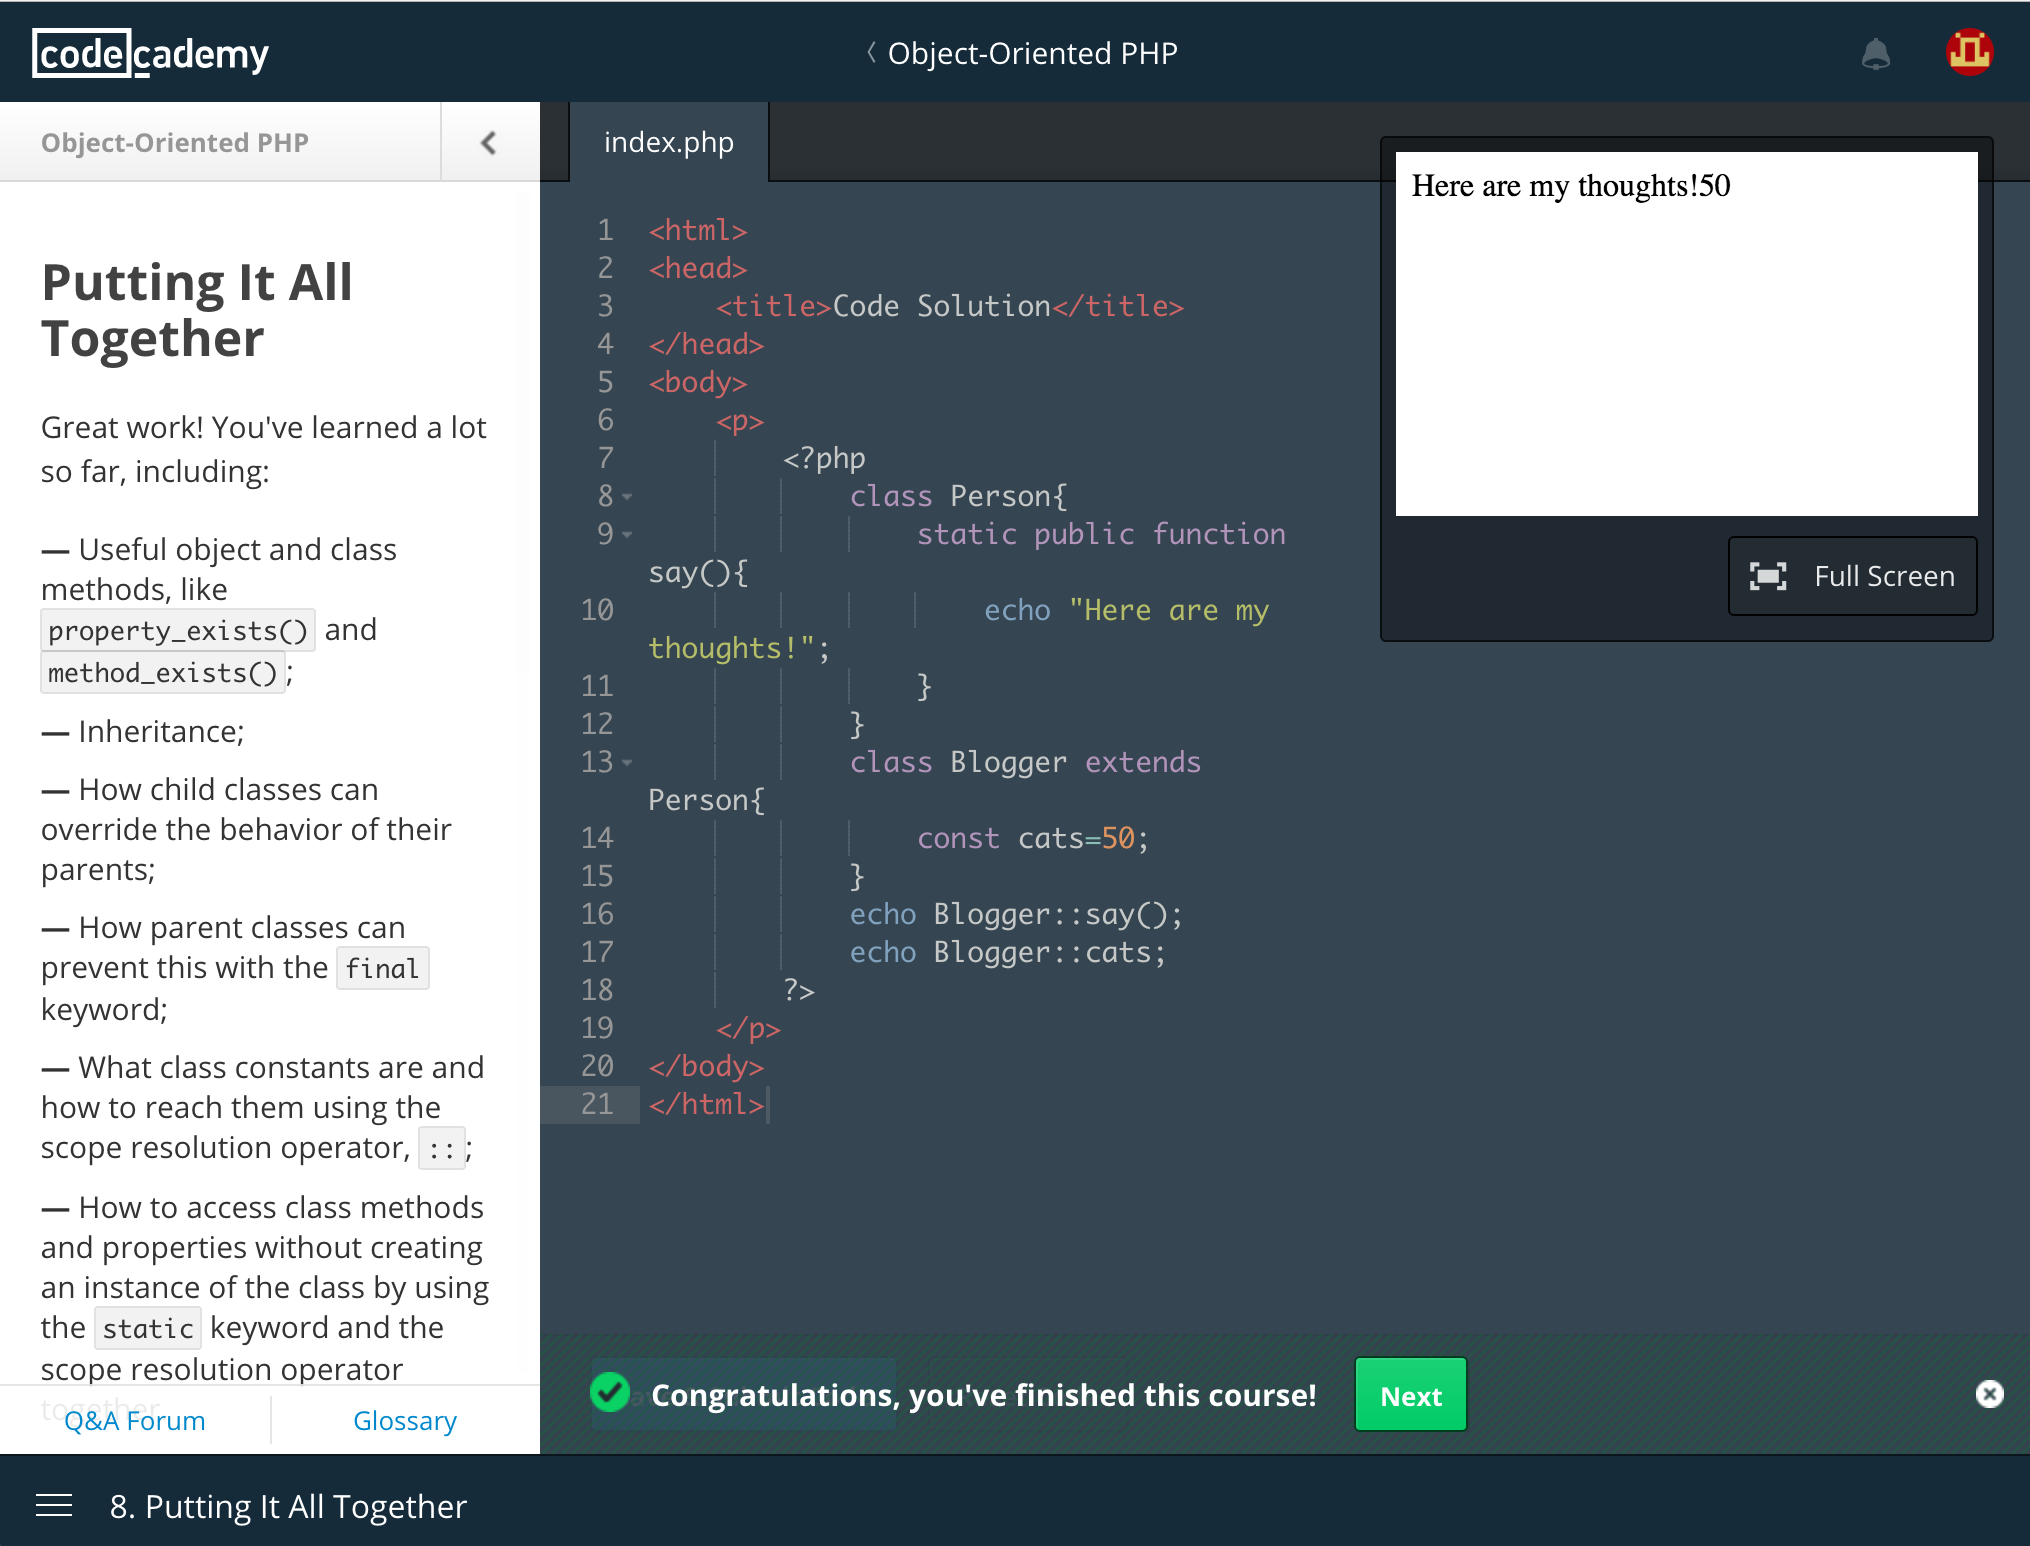 codecademy
Object-Oriented PHP
Object-Oriented PHP
Putting It All
Together
Great work! You've learned a lot
so far, including:
— Useful object and class
methods, like
property_exists() and
method_exists();
— Inheritance;
— How child classes can
override the behavior of their
parents;
— How parent classes can
prevent this with the final
keyword;
— What class constants are and
how to reach them using the
scope resolution operator, ::;
— How to access class methods
and properties without creating
an instance of the class by using
the static keyword and the
scope resolution operator
together
Q&A Forum
Glossary
index.php
1 <html>
2 <head>
3 <title>Code Solution</title>
4 </head>
5 <body>
6 <p>
7 <?php
8 class Person{
9 static public function
say(){
10 echo "Here are my
thoughts!";
11 }
12 }
13 class Blogger extends
Person{
14 const cats=50;
15 }
16 echo Blogger::say();
17 echo Blogger::cats;
18 ?>
19 </p>
20 </body>
21 </html>
Here are my thoughts!50
Full Screen
Congratulations, you've finished this course!
Next
8. Putting It All Together